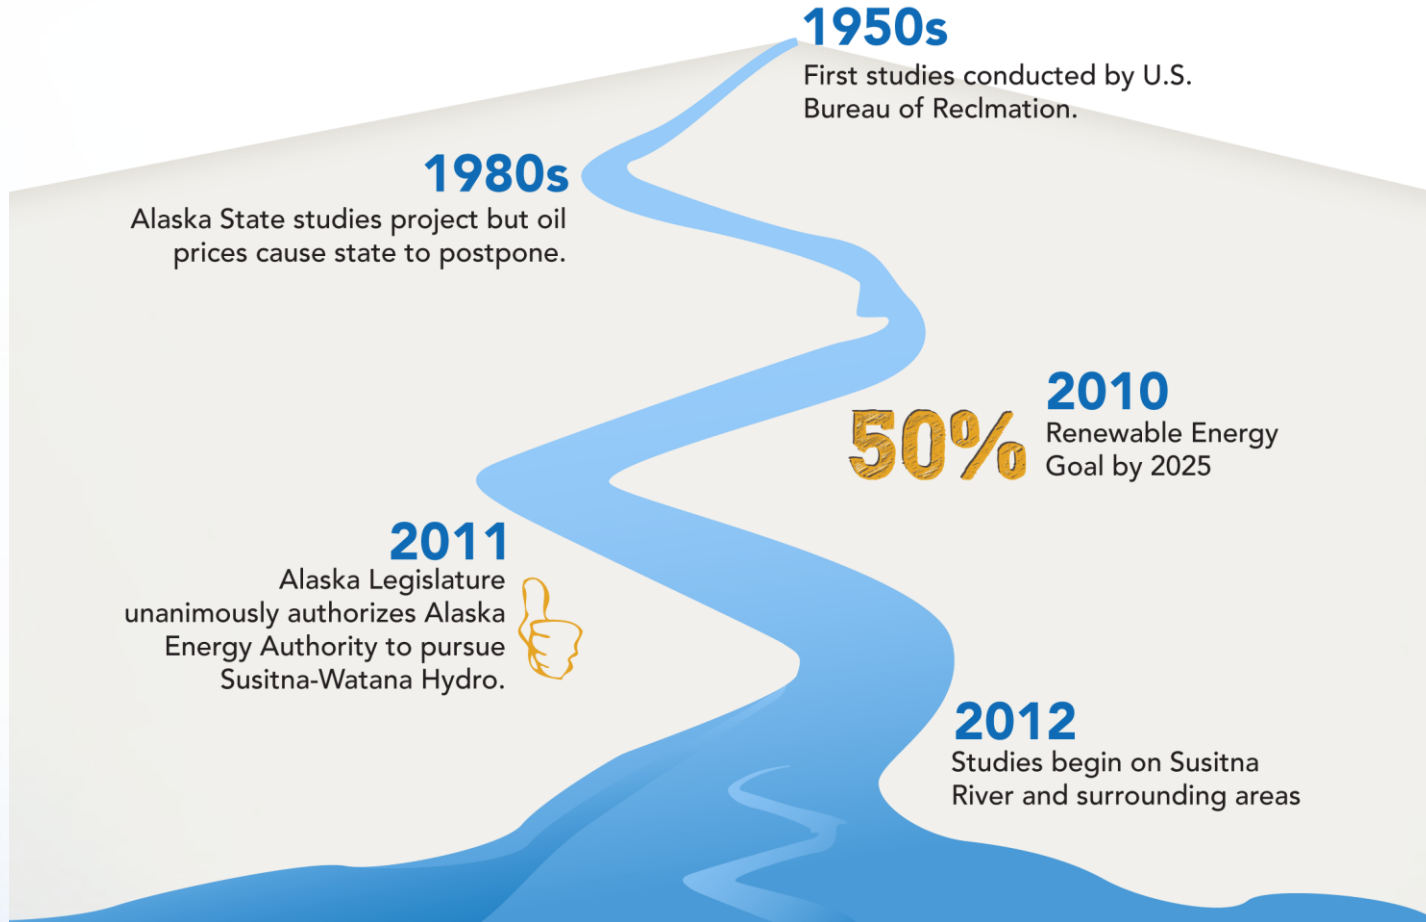 1950s
First studies conducted by U.S.
Bureau of Reclmation.
1980s
Alaska State studies project but oil
prices cause state to postpone.
50%
2010
Renewable Energy
Goal by 2025
2011
Alaska Legislature
unanimously authorizes Alaska
Energy Authority to pursue
Susitna-Watana Hydro.
2012
Studies begin on Susitna
River and surrounding areas